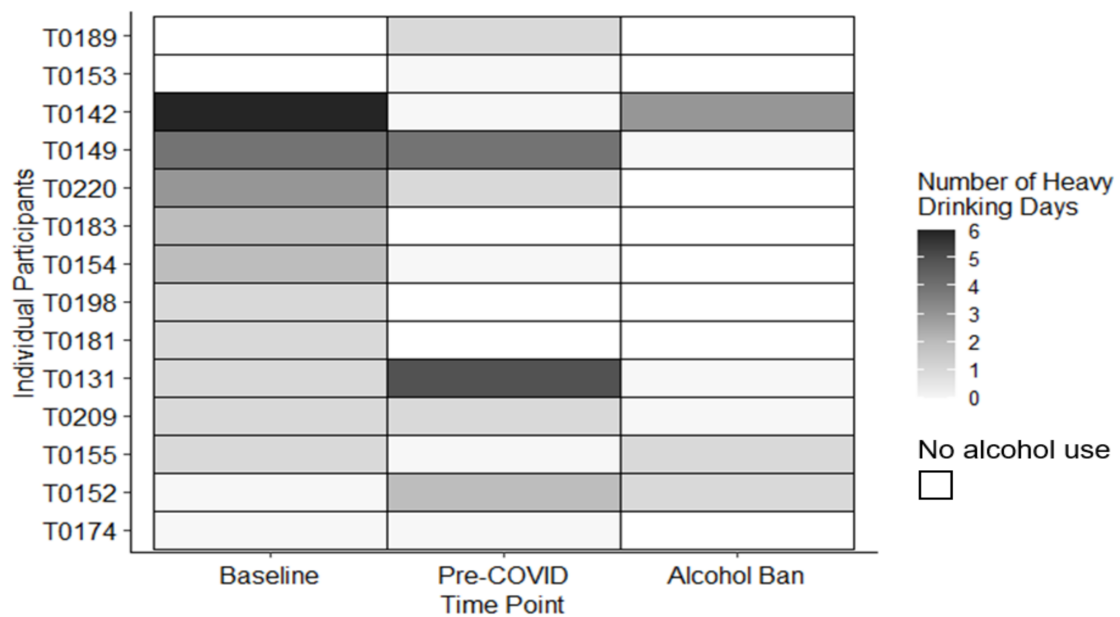 T0189
T0153
T0142
T0149
T0220
T0183
T0154
T0198
T0181
T0131
T0209
T0155
T0152
T0174
Individual Participants
Baseline
Pre-COVID
Alcohol Ban
Time Point
Number of Heavy
Drinking Days
6
5
4
3
2
1
0
No alcohol use